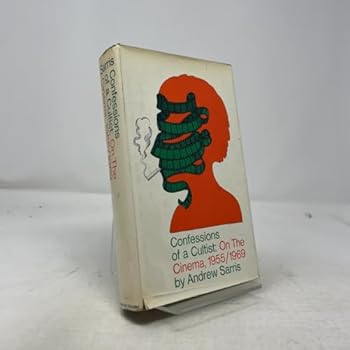 Confessions
of a Cultist: On The
Cinema, 1955/1969
by Andrew Sarris
Sarris Confessions
of a Cultist: On The